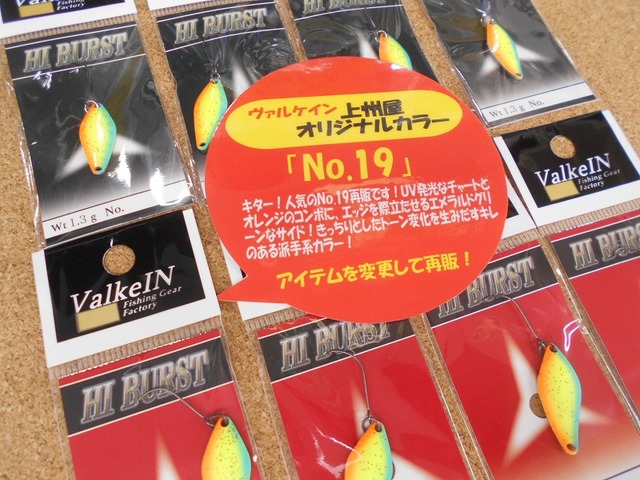 Factory
HI BURST
HI BURST
HI BURST
Wt 1.3 g No.
Wt 1.3 g No.
ヴァルケイン 上州屋
オリジナルカラー
「No.19」
キター！人気のNo.19再販です！UV発光なチャートと
オレンジのコンボに、エッジを際立たせるエメラルドグリ
ーンなサイド！きっちりとしたトーン変化を生みだすキレ
のある派手系カラー！
アイテムを変更して再販！
ValkeIN
Fishing Gear
Factory
ValkeIN
Fishing Gear
Factory
HI BURST
HI BURST
HI BURST